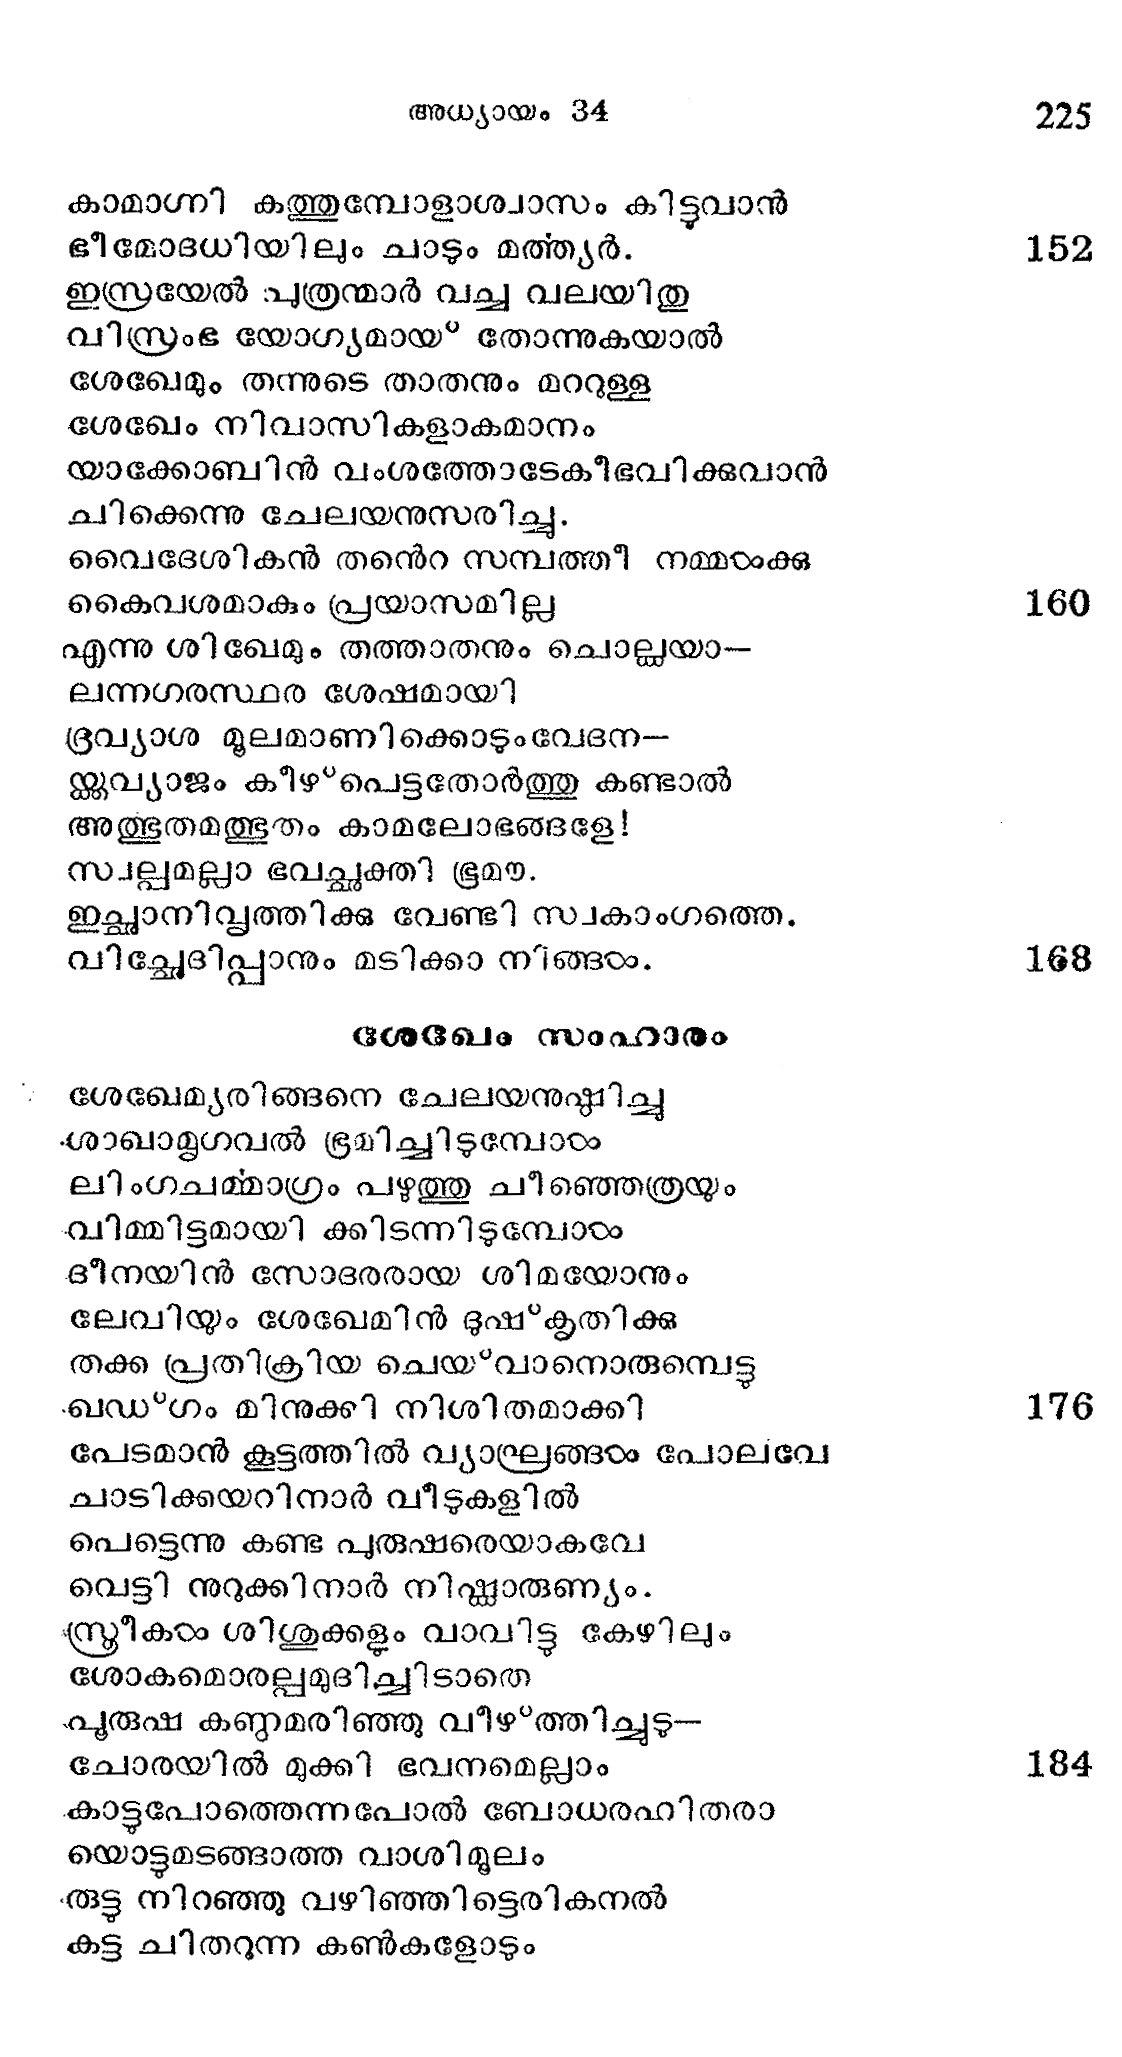 അധ്യായം 34 225
കാമാഗ്നി കത്തുമ്പോളാശ്വാസം കിട്ടുവാൻ
ഭീമോദധിയിലും ചാടും മർത്ത്യർ. 152
ഇസ്രയേൽ പുത്രന്മാർ വച്ച വലയിതു
വിസ്രംഭ യോഗ്യമായ് തോന്നുകയാൽ
ശേഖേമും തന്നുടെ താതനും മററുള്ള
ശേഖേം നിവാസികളാകമാനം
യാക്കോബിൻ വംശത്തോടേകീഭവിക്കുവാൻ
ചിക്കെന്നു ചേലയനുസരിച്ചു.
വൈദേശികൻ തൻെറ സമ്പത്തീ നമ്മൾക്കു
കൈവശമാകും പ്രയാസമില്ല 160
എന്നു ശിഖേമും തത്താതനും ചൊല്ലയാ—
ലന്നഗരസ്ഥര ശേഷമായി
ദ്രവ്യാശ മൂലമാണിക്കൊടുംവേദന—
യ്ക്കവ്യാജം കീഴ്പെട്ടതോർത്തു കണ്ടാൽ
അത്ഭുതമത്ഭുതം കാമലോഭങ്ങളേ!
സ്വല്പമല്ലാ ഭവച്ഛക്തി ഭൂമൗ.
ഇച്ഛാനിവൃത്തിക്കു വേണ്ടി സ്വകാംഗത്തെ.
വിച്ഛേദിപ്പാനും മടിക്കാ നിങ്ങൾ. 168
ശേഖേം സംഹാരം
ശേഖേമ്യരിങ്ങനെ ചേലയനുഷ്ഠിച്ചു
ശാഖാമൃഗവൽ ഭ്രമിച്ചിടുമ്പോൾ
ലിംഗചർമ്മാഗ്രം പഴുത്തു ചീഞ്ഞെത്രയും
വിമ്മിട്ടമായി ക്കിടന്നിടുമ്പോൾ
ദീനയിൻ സോദരരായ ശിമയോനും
ലേവിയും ശേഖേമിൻ ദുഷ്കൃതിക്കു
തക്ക പ്രതിക്രിയ ചെയ്‌വാനൊരുമ്പെട്ടു
ഖഡ്ഗം മിനുക്കി നിശിതമാക്കി 176
പേടമാൻ കൂട്ടത്തിൽ വ്യാഘ്രങ്ങൾ പോലവേ
ചാടിക്കയറിനാർ വീടുകളിൽ
പെട്ടെന്നു കണ്ട പുരുഷരെയാകവേ
വെട്ടി നുറുക്കിനാർ നിഷ്കാരുണ്യം.
സ്ത്രീകൾ ശിശുക്കളും വാവിട്ടു കേഴിലും
ശോകമൊരല്പമുദിച്ചിടാതെ
പൂരുഷ കണ്ഠമരിഞ്ഞു വീഴ്ത്തിച്ചുടു—
ചോരയിൽ മുക്കി ഭവനമെല്ലാം 184
കാട്ടുപോത്തെന്നപോൽ ബോധരഹിതരാ
യൊട്ടുമടങ്ങാത്ത വാശിമൂലം
രുട്ടു നിറഞ്ഞു വഴിഞ്ഞിട്ടെരികനൽ
കട്ട ചിതറുന്ന കൺകളോടും